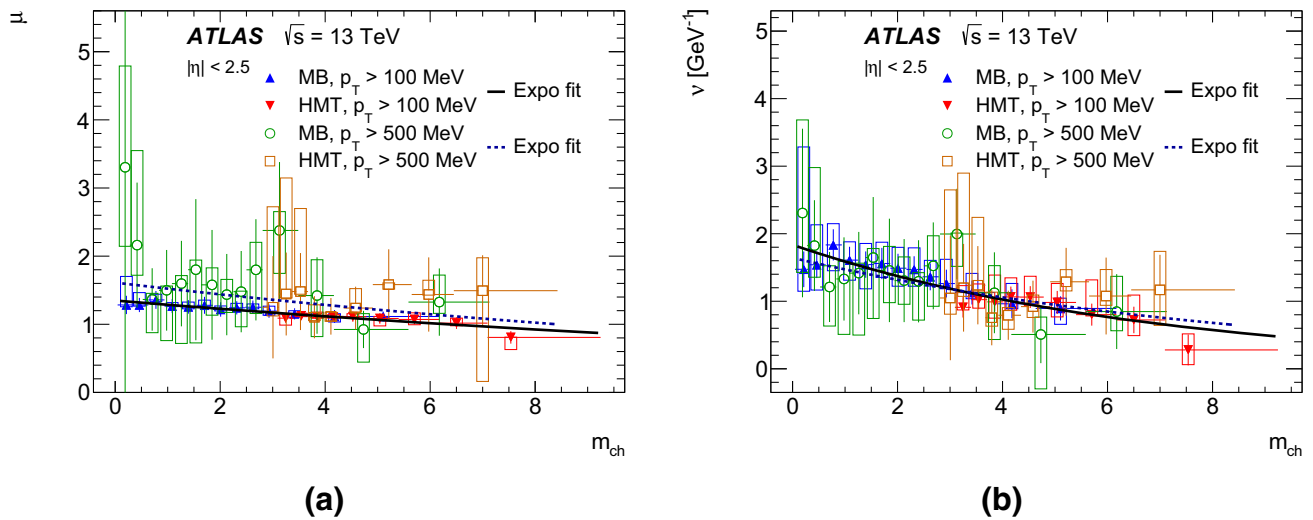 μ
ATLAS √s = 13 TeV
|η| < 2.5
MB, p_T > 100 MeV
HMT, p_T > 100 MeV
MB, p_T > 500 MeV
HMT, p_T > 500 MeV
Expo fit
Expo fit
5
4
3
2
1
0
0 2 4 6 8
m_ch
(a)
ν [GeV⁻¹]
ATLAS √s = 13 TeV
|η| < 2.5
MB, p_T > 100 MeV
HMT, p_T > 100 MeV
MB, p_T > 500 MeV
HMT, p_T > 500 MeV
Expo fit
Expo fit
5
4
3
2
1
0
0 2 4 6 8
m_ch
(b)